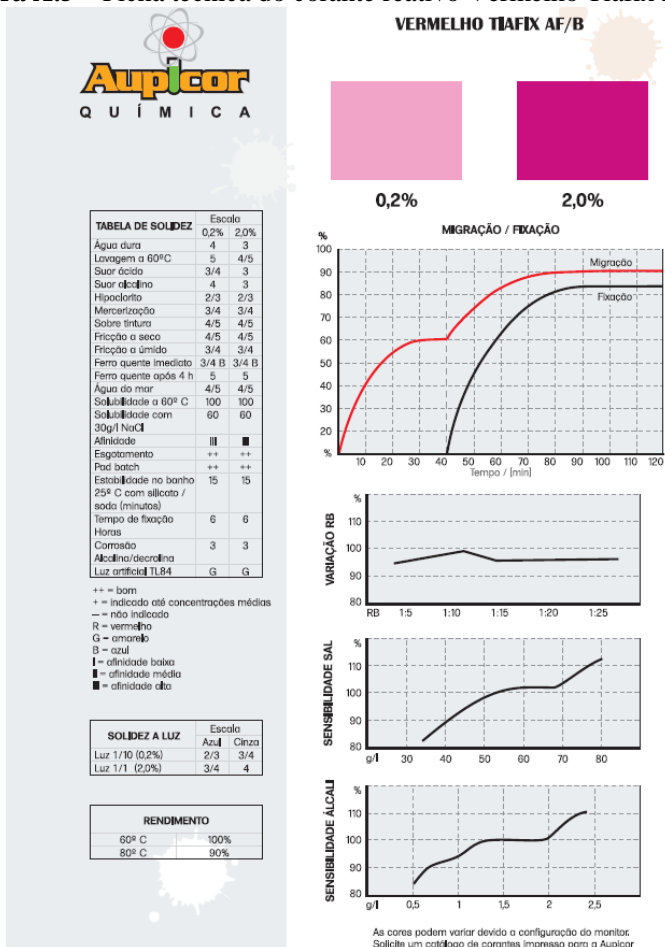 VERMELHO TIAFIX AF/B
Aupicor
QUÍMICA
0,2% 2,0%
TABELA DE SOLIDEZ Escala
0,2% 2,0%
Água dura 4 3
Lavagem a 60ºC 5 4/5
Suor ácido 3/4 3
Suor alcalino 4 3
Hipoclorito 2/3 2/3
Mercerização 3/4 3/4
Sobre tintura 4/5 4/5
Fricção a seco 4/5 4/5
Fricção a úmido 3/4 3/4
Ferro quente imediato 3/4 B 3/4 B
Ferro quente após 4 h 5 5
Água do mar 4/5 4/5
Solubilidade a 60º C 100 100
Solubilidade com 60 60
30g/l NaCl
Afinidade
Esgotamento ++ ++
Pad batch ++ ++
Estabilidade no banho 15 15
25º C com silicato /
soda (minutos)
Tempo de fixação 6 6
Horas
Corrosão 3 3
Alcalina/decrolina
Luz artificial TL84 G G
++ = bom
+ = indicado até concentrações médias
— = não indicado
R = vermelho
G = amarelo
B = azul
= afinidade baixa
= afinidade média
= afinidade alta
SOLIDEZ A LUZ Escala
Azul Cinza
Luz 1/10 (0,2%) 2/3 3/4
Luz 1/1 (2,0%) 3/4 4
RENDIMENTO
60º C 100%
80º C 90%
MIGRAÇÃO / FIXAÇÃO
%
100
90
80
70
60
50
40
30
20
%
Migração
Fixação
10 20 30 40 50 60 70 80 90 100 110 120
Tempo / (min)
VARIAÇÃO RB
%
110
100
90
80
RB 1:5 1:10 1:15 1:20 1:25
SENSIBILIDADE SAL
%
110
100
90
80
g/l 30 40 50 60 70 80
SENSIBILIDADE ÁLCALI
%
110
100
90
80
g/l 0,5 1 1,5 2 2,5
As cores podem variar devido a configuração do monitor.
Solicite um catálogo de corantes impresso para a Aupicor